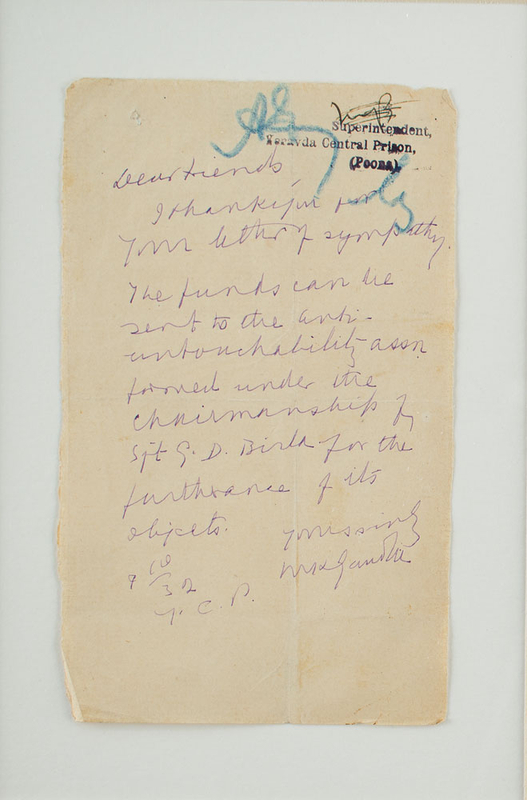 Superintendent,
Yeravda Central Prison,
(Poona).
Dear friends,
I thank you for
your letter of sympathy.
The funds can be
sent to the anti-
untouchability assn
formed under the
chairmanship of
Sjt G. D. Birla for the
furtherance of its
objects.
yours sincly
MKGandhi
9 10/32
Y. C. P.